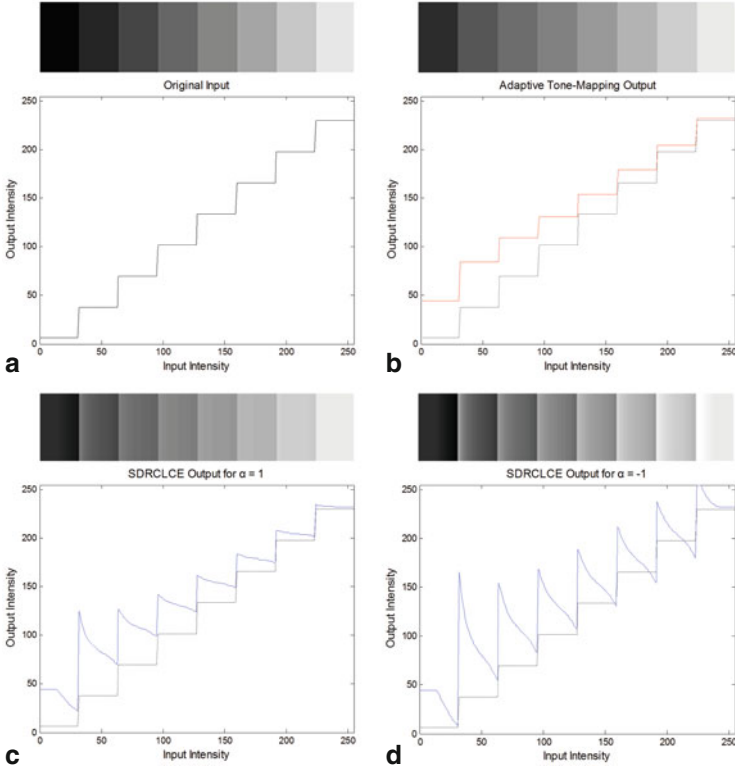 Original Input
250
200
150
100
50
0
Output Intensity
0 50 100 150 200 250
Input Intensity
a
Adaptive Tone-Mapping Output
250
200
150
100
50
0
Output Intensity
0 50 100 150 200 250
Input Intensity
b
SDRCLCE Output for α = 1
250
200
150
100
50
0
Output Intensity
0 50 100 150 200 250
Input Intensity
c
SDRCLCE Output for α = -1
250
200
150
100
50
0
Output Intensity
0 50 100 150 200 250
Input Intensity
d